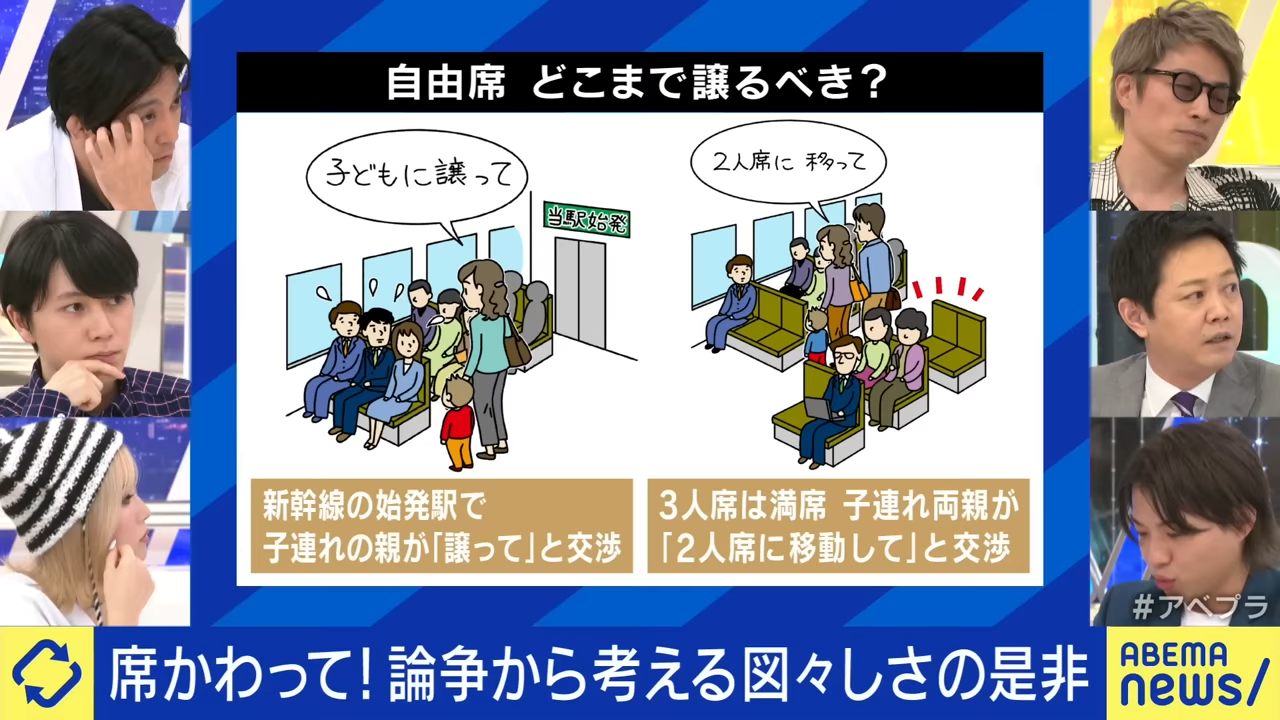 自由席 どこまで譲るべき?
子どもに譲って
当駅始発
2人席に 移って
新幹線の始発駅で
子連れの親が「譲って」と交渉
3人席は満席 子連れ両親が
「2人席に移動して」と交渉
#アベプラ
席かわって!論争から考える図々しさの是非
ABEMA
news/